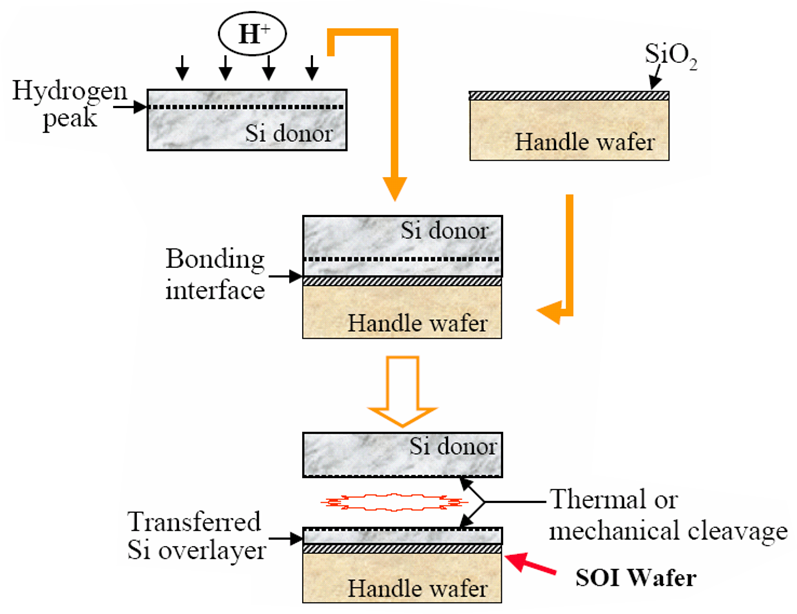 H+
Hydrogen
peak
Si donor
SiO2
Handle wafer
Si donor
Bonding
interface
Handle wafer
Si donor
Thermal or
mechanical cleavage
Transferred
Si overlayer
SOI Wafer
Handle wafer